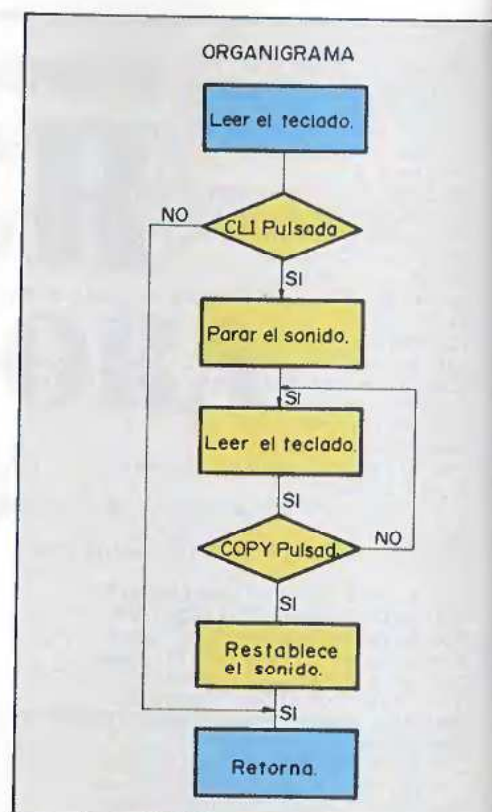 ORGANIGRAMA
Leer el teclado.
NO
CL1 Pulsada
SI
Parar el sonido.
SI
Leer el teclado.
SI
COPY Pulsad.
NO
SI
Restablece
el sonido.
SI
Retorna.